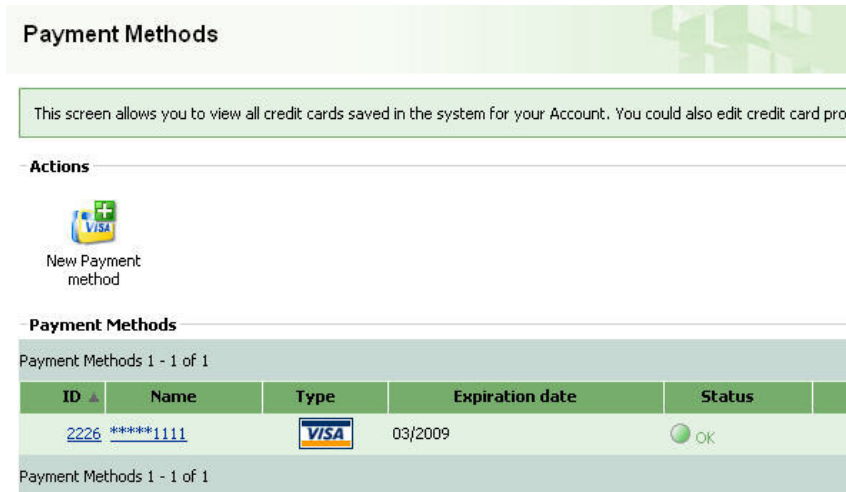 Payment Methods
This screen allows you to view all credit cards saved in the system for your Account. You could also edit credit card pro
Actions
VISA
New Payment
method
Payment Methods
Payment Methods 1 - 1 of 1
ID Name Type Expiration date Status
2226 *****1111 VISA 03/2009 OK
Payment Methods 1 - 1 of 1